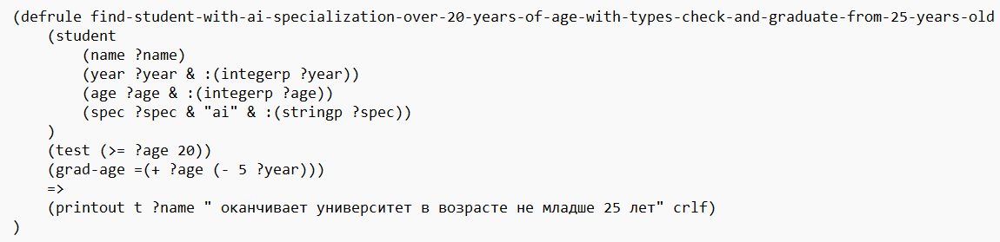 (defrule find-student-with-ai-specialization-over-20-years-of-age-with-types-check-and-graduate-from-25-years-old
    (student
        (name ?name)
        (year ?year & :(integerp ?year))
        (age ?age & :(integerp ?age))
        (spec ?spec & "ai" & :(stringp ?spec))
    )
    (test (>= ?age 20))
    (grad-age =(+ ?age (- 5 ?year)))
    =>
    (printout t ?name " оканчивает университет в возрасте не младше 25 лет" crlf)
)